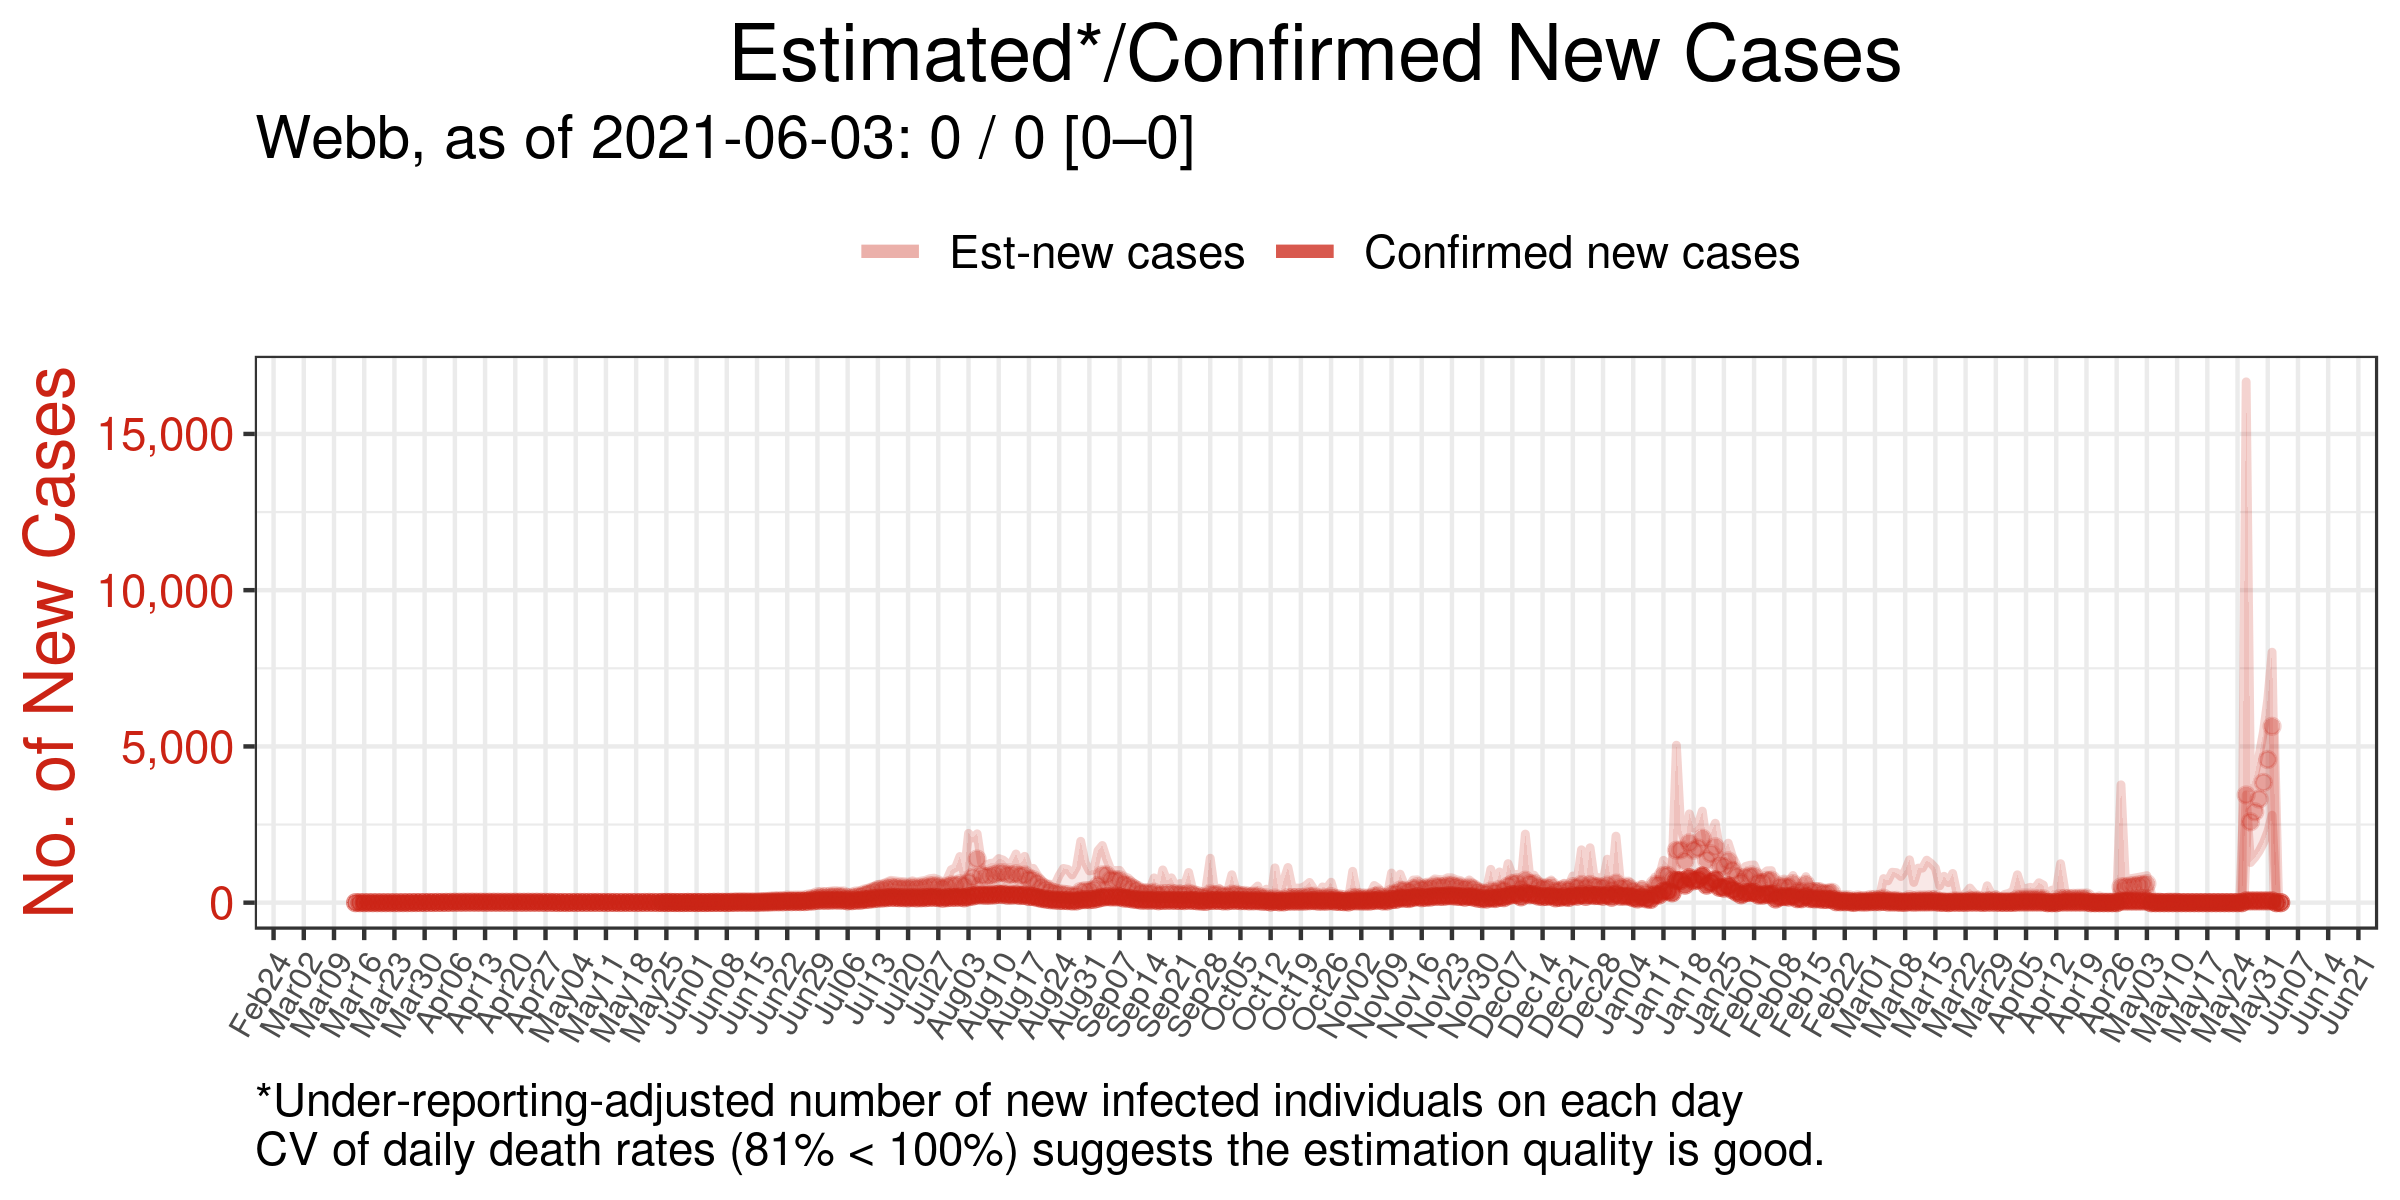 Estimated*/Confirmed New Cases
Webb, as of 2021-06-03: 0 / 0 [0–0]
Est-new cases
Confirmed new cases
No. of New Cases
15,000
10,000
5,000
0
Feb24
Mar02
Mar09
Mar16
Mar23
Mar30
Apr06
Apr13
Apr20
Apr27
May04
May11
May18
May25
Jun01
Jun08
Jun15
Jun22
Jun29
Jul06
Jul13
Jul20
Jul27
Aug03
Aug10
Aug17
Aug24
Aug31
Sep07
Sep14
Sep21
Sep28
Oct05
Oct12
Oct19
Oct26
Nov02
Nov09
Nov16
Nov23
Nov30
Dec07
Dec14
Dec21
Dec28
Jan04
Jan11
Jan18
Jan25
Feb01
Feb08
Feb15
Feb22
Mar01
Mar08
Mar15
Mar22
Mar29
Apr05
Apr12
Apr19
Apr26
May03
May10
May17
May24
May31
Jun07
Jun14
Jun21
*Under-reporting-adjusted number of new infected individuals on each day
CV of daily death rates (81% < 100%) suggests the estimation quality is good.